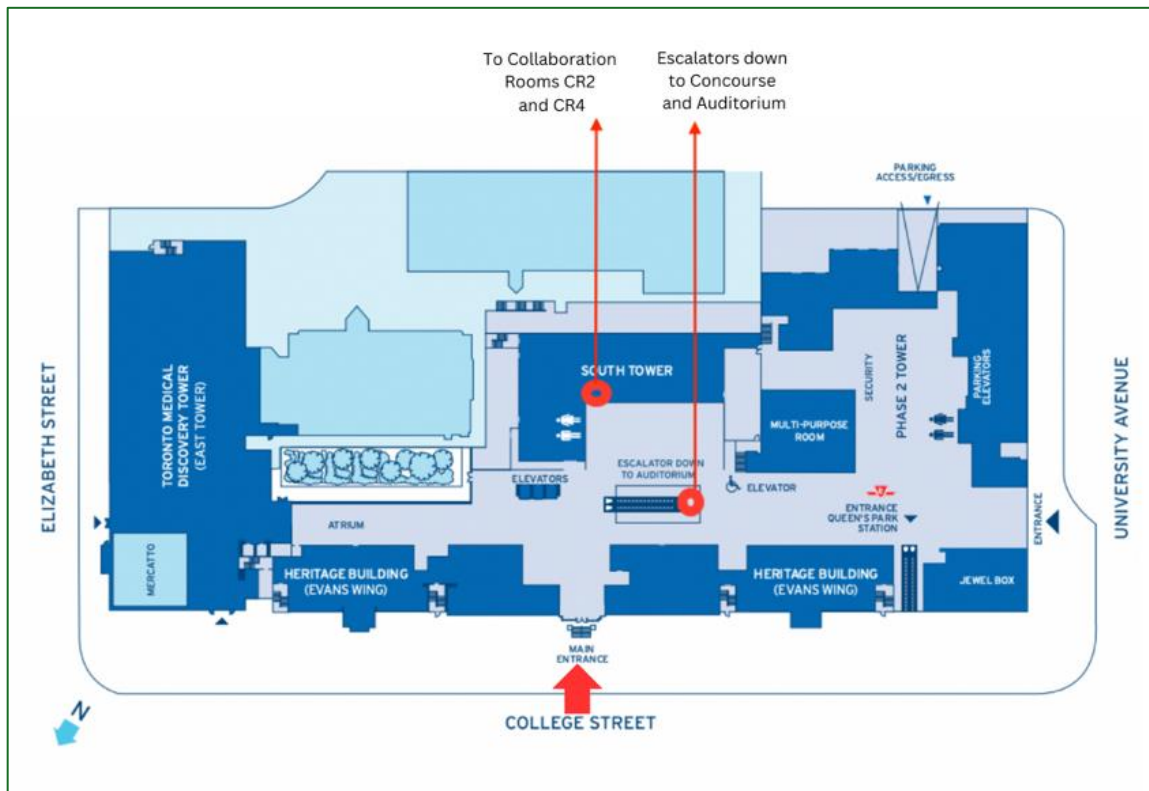 To Collaboration
Rooms CR2
and CR4
Escalators down
to Concourse
and Auditorium
PARKING
ACCESS/EGRESS
ELIZABETH STREET
TORONTO MEDICAL
DISCOVERY TOWER
(EAST TOWER)
SOUTH TOWER
SECURITY
PHASE 2 TOWER
PARKING
ELEVATORS
UNIVERSITY AVENUE
MULTI-PURPOSE
ROOM
ESCALATOR DOWN
TO AUDITORIUM
ELEVATORS
ELEVATOR
ENTRANCE
QUEEN'S PARK
STATION
ENTRANCE
ATRIUM
MERCATTO
HERITAGE BUILDING
(EVANS WING)
HERITAGE BUILDING
(EVANS WING)
JEWEL BOX
MAIN
ENTRANCE
COLLEGE STREET
N